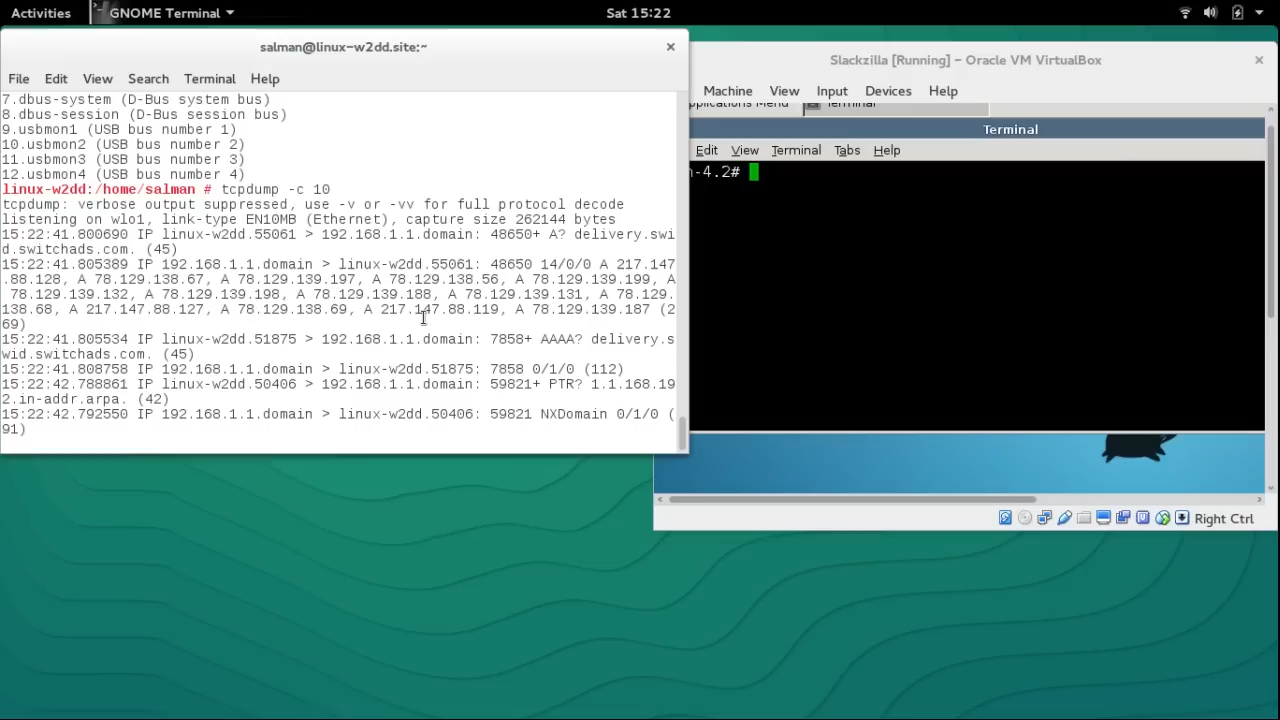 Activities GNOME Terminal Sat 15:22
salman@linux-w2dd.site:~
File Edit View Search Terminal Help
7.dbus-system (D-Bus system bus)
8.dbus-session (D-Bus session bus)
9.usbmon1 (USB bus number 1)
10.usbmon2 (USB bus number 2)
11.usbmon3 (USB bus number 3)
12.usbmon4 (USB bus number 4)
linux-w2dd:/home/salman # tcpdump -c 10
tcpdump: verbose output suppressed, use -v or -vv for full protocol decode
listening on wlo1, link-type EN10MB (Ethernet), capture size 262144 bytes
15:22:41.800690 IP linux-w2dd.55061 > 192.168.1.1.domain: 48650+ A? delivery.swi
d.switchads.com. (45)
15:22:41.805389 IP 192.168.1.1.domain > linux-w2dd.55061: 48650 14/0/0 A 217.147
.88.128, A 78.129.138.67, A 78.129.139.197, A 78.129.138.56, A 78.129.139.199, A
78.129.139.132, A 78.129.139.198, A 78.129.139.188, A 78.129.139.131, A 78.129.
138.68, A 217.147.88.127, A 78.129.138.69, A 217.147.88.119, A 78.129.139.187 (2
69)
15:22:41.805534 IP linux-w2dd.51875 > 192.168.1.1.domain: 7858+ AAAA? delivery.s
wid.switchads.com. (45)
15:22:41.808758 IP 192.168.1.1.domain > linux-w2dd.51875: 7858 0/1/0 (112)
15:22:42.788861 IP linux-w2dd.50406 > 192.168.1.1.domain: 59821+ PTR? 1.1.168.19
2.in-addr.arpa. (42)
15:22:42.792550 IP 192.168.1.1.domain > linux-w2dd.50406: 59821 NXDomain 0/1/0 (
91)
Slackzilla [Running] – Oracle VM VirtualBox
Machine View Input Devices Help
pplications Menu Terminal
Terminal
Edit View Terminal Tabs Help
h-4.2#
Right Ctrl